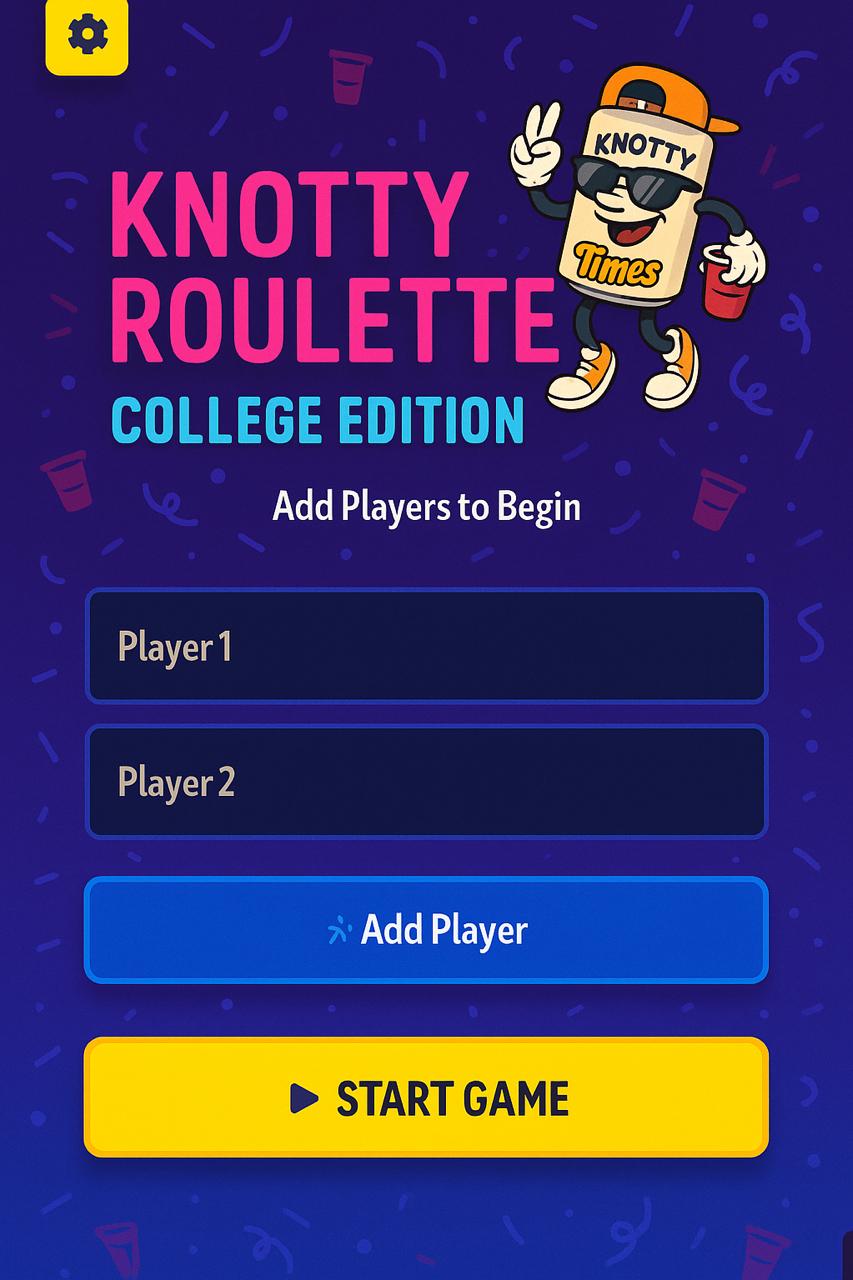 KNOTTY
Times
KNOTTY
ROULETTE
COLLEGE EDITION
Add Players to Begin
Player 1
Player 2
Add Player
START GAME